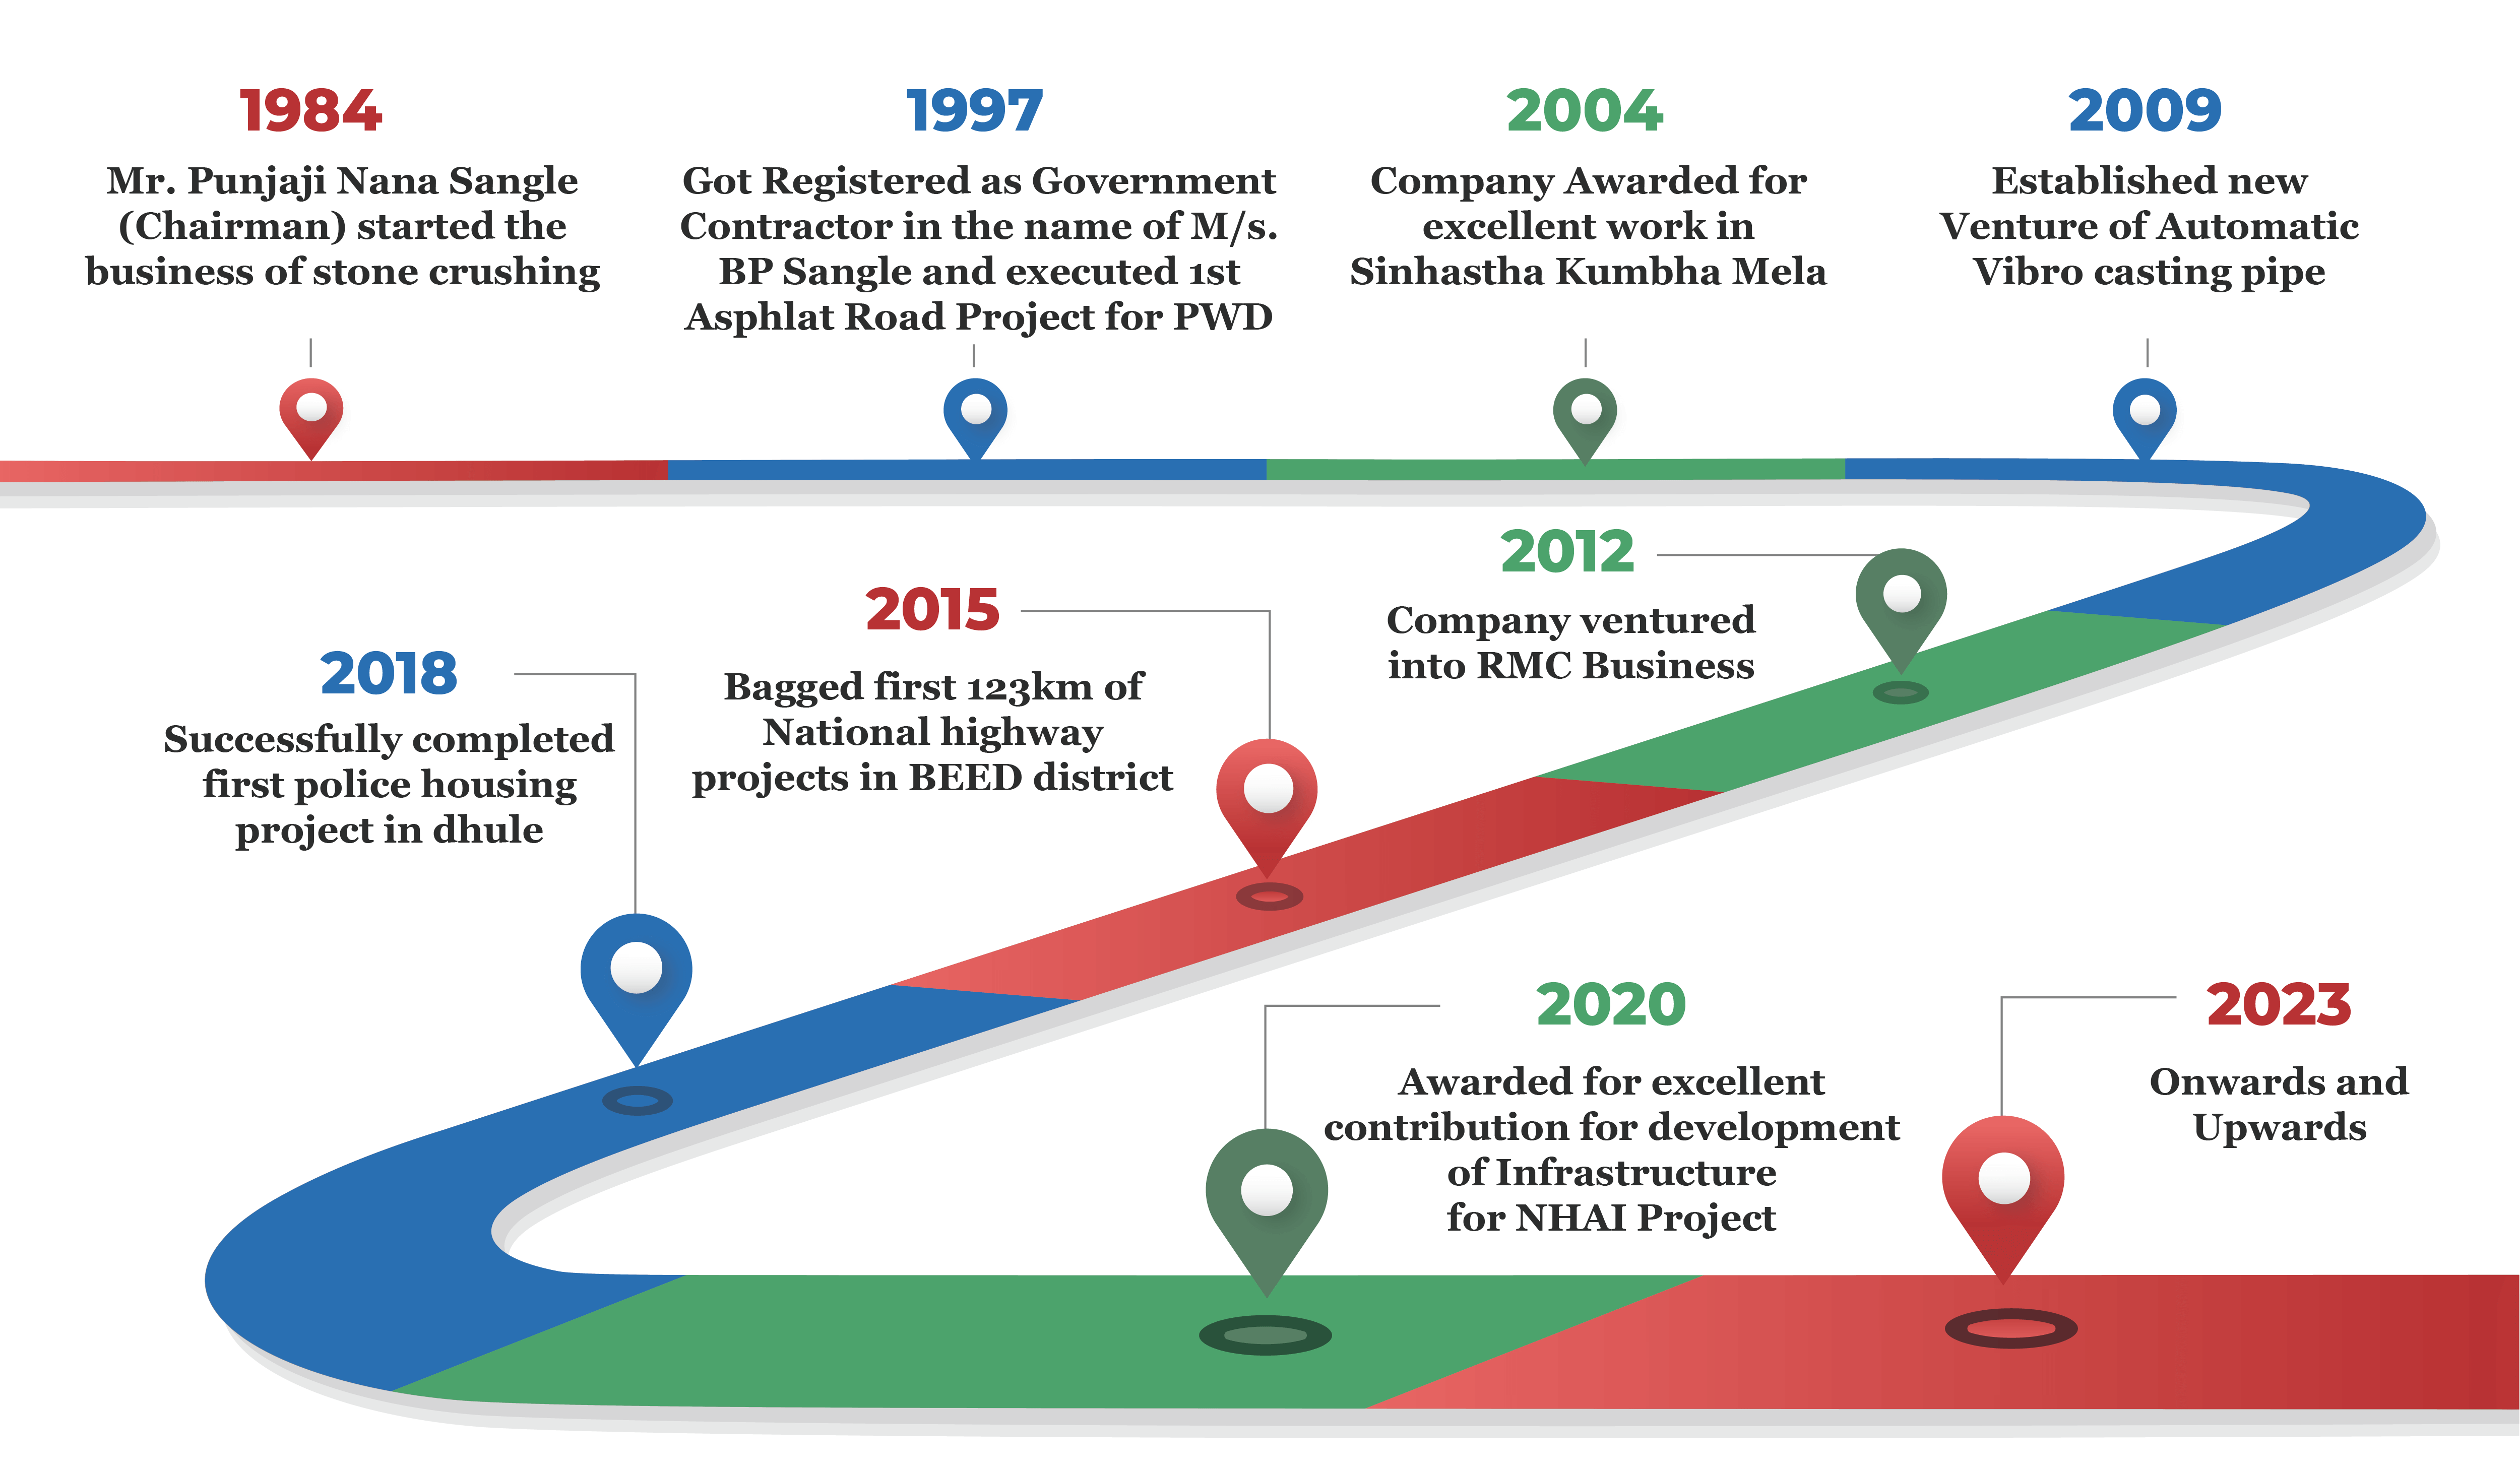 1984
Mr. Punjaji Nana Sangle
(Chairman) started the
business of stone crushing
1997
Got Registered as Government
Contractor in the name of M/s.
BP Sangle and executed 1st
Asphlat Road Project for PWD
2004
Company Awarded for
excellent work in
Sinhastha Kumbha Mela
2009
Established new
Venture of Automatic
Vibro casting pipe
2012
Company ventured
into RMC Business
2015
Bagged first 123km of
National highway
projects in BEED district
2018
Successfully completed
first police housing
project in dhule
2020
Awarded for excellent
contribution for development
of Infrastructure
for NHAI Project
2023
Onwards and
Upwards